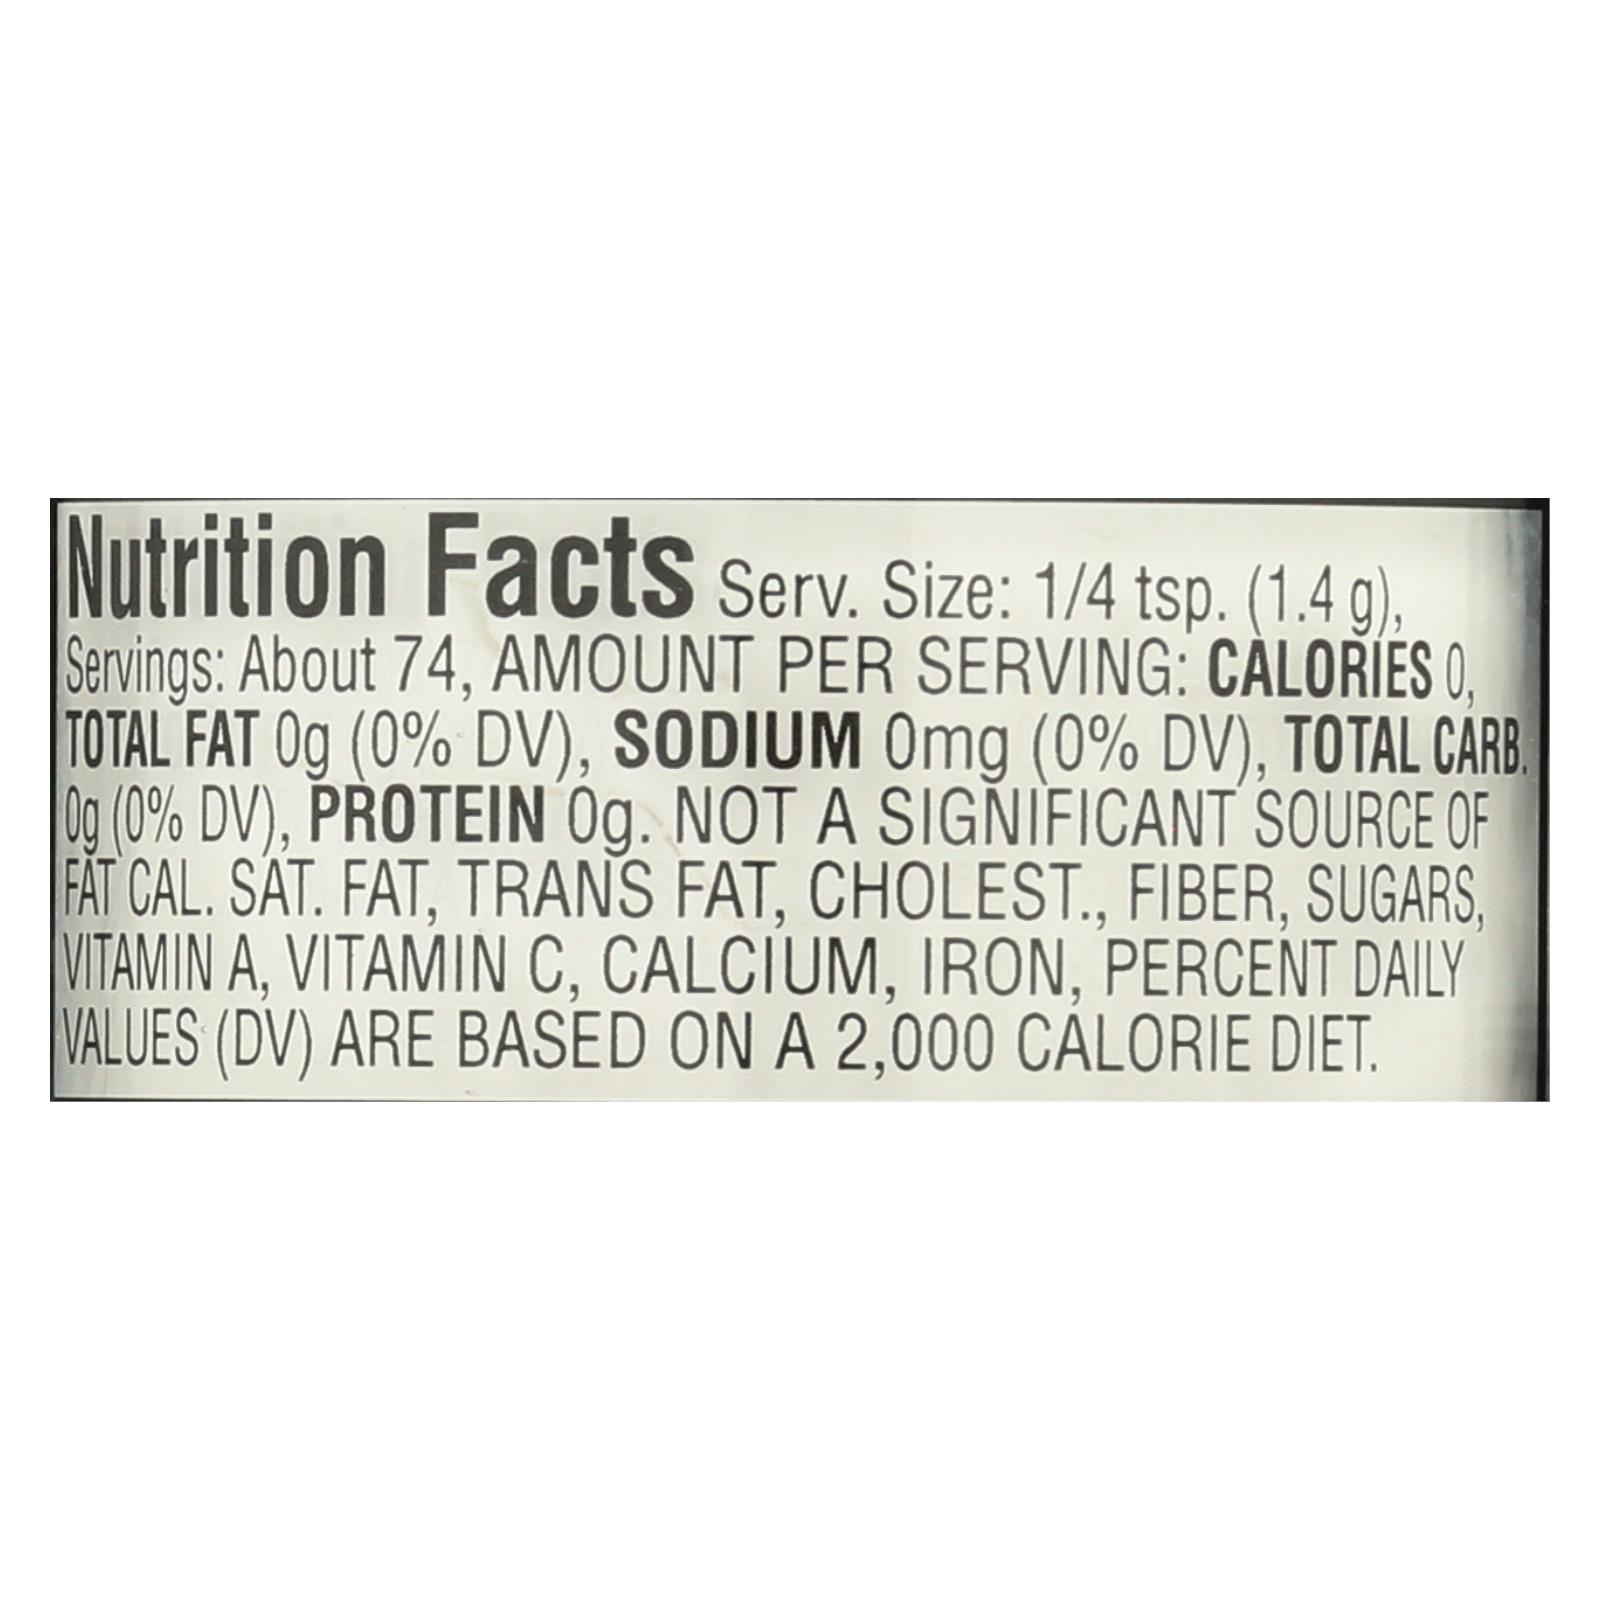 Nutrition Facts Serv. Size: 1/4 tsp. (1.4 g),
Servings: About 74, AMOUNT PER SERVING: CALORIES 0,
TOTAL FAT 0g (0% DV), SODIUM 0mg (0% DV), TOTAL CARB.
0g (0% DV), PROTEIN 0g. NOT A SIGNIFICANT SOURCE OF
FAT CAL. SAT. FAT, TRANS FAT, CHOLEST., FIBER, SUGARS,
VITAMIN A, VITAMIN C, CALCIUM, IRON, PERCENT DAILY
VALUES (DV) ARE BASED ON A 2,000 CALORIE DIET.